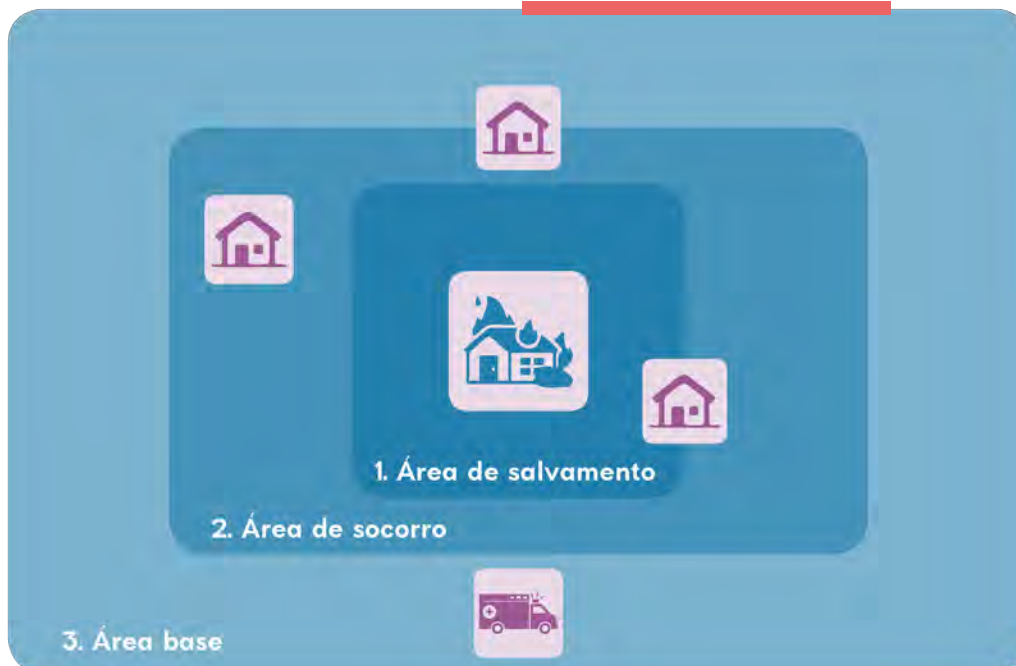 1. Área de salvamento
2. Área de socorro
3. Área base